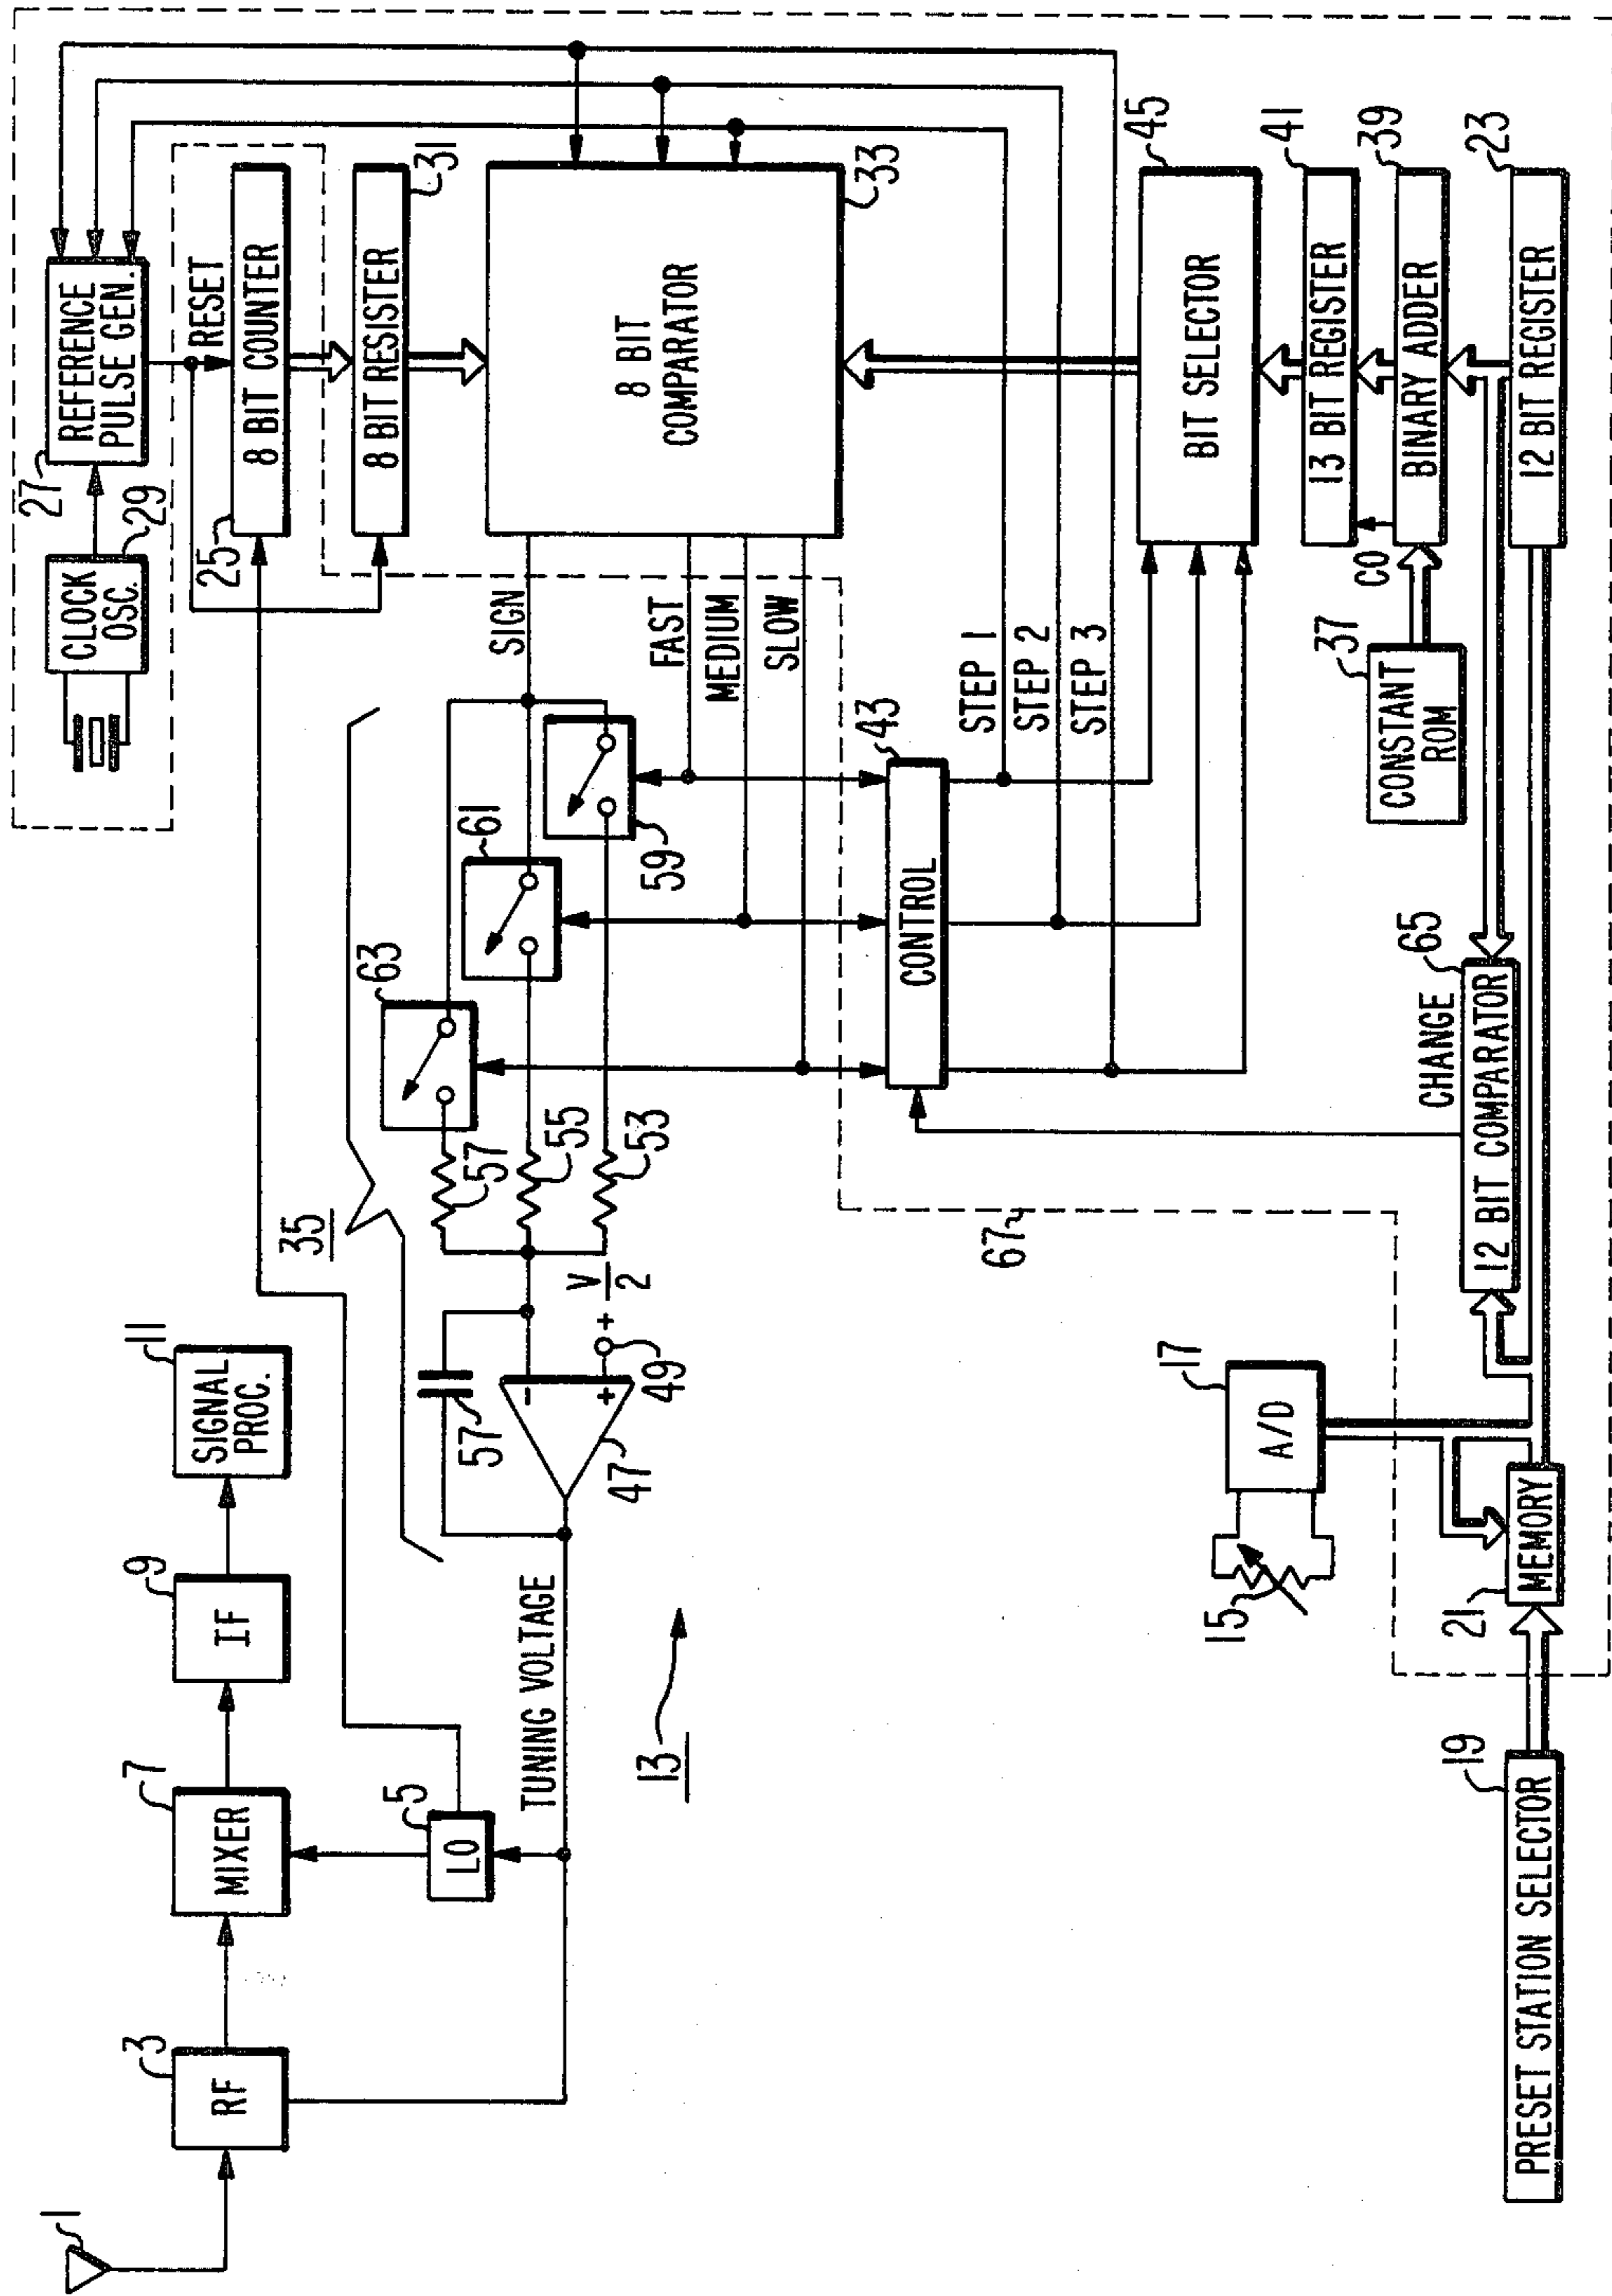 1
3
RF
7
MIXER
9
IF
11
SIGNAL
PROC.
5
LO
TUNING VOLTAGE
13
35
57
47
V
2
+
49
-
+
57
55
53
63
61
59
SIGN
FAST
MEDIUM
SLOW
27
REFERENCE
PULSE GEN.
CLOCK
OSC.
29
RESET
25
8 BIT COUNTER
8 BIT RESISTER
31
8 BIT
COMPARATOR
33
43
CONTROL
STEP 1
STEP 2
STEP 3
45
BIT SELECTOR
41
13 BIT REGISTER
CO
39
BINARY ADDER
37
CONSTANT
ROM
23
12 BIT REGISTER
CHANGE
65
12 BIT COMPARATOR
67
15
17
A/D
21
MEMORY
19
PRESET STATION SELECTOR